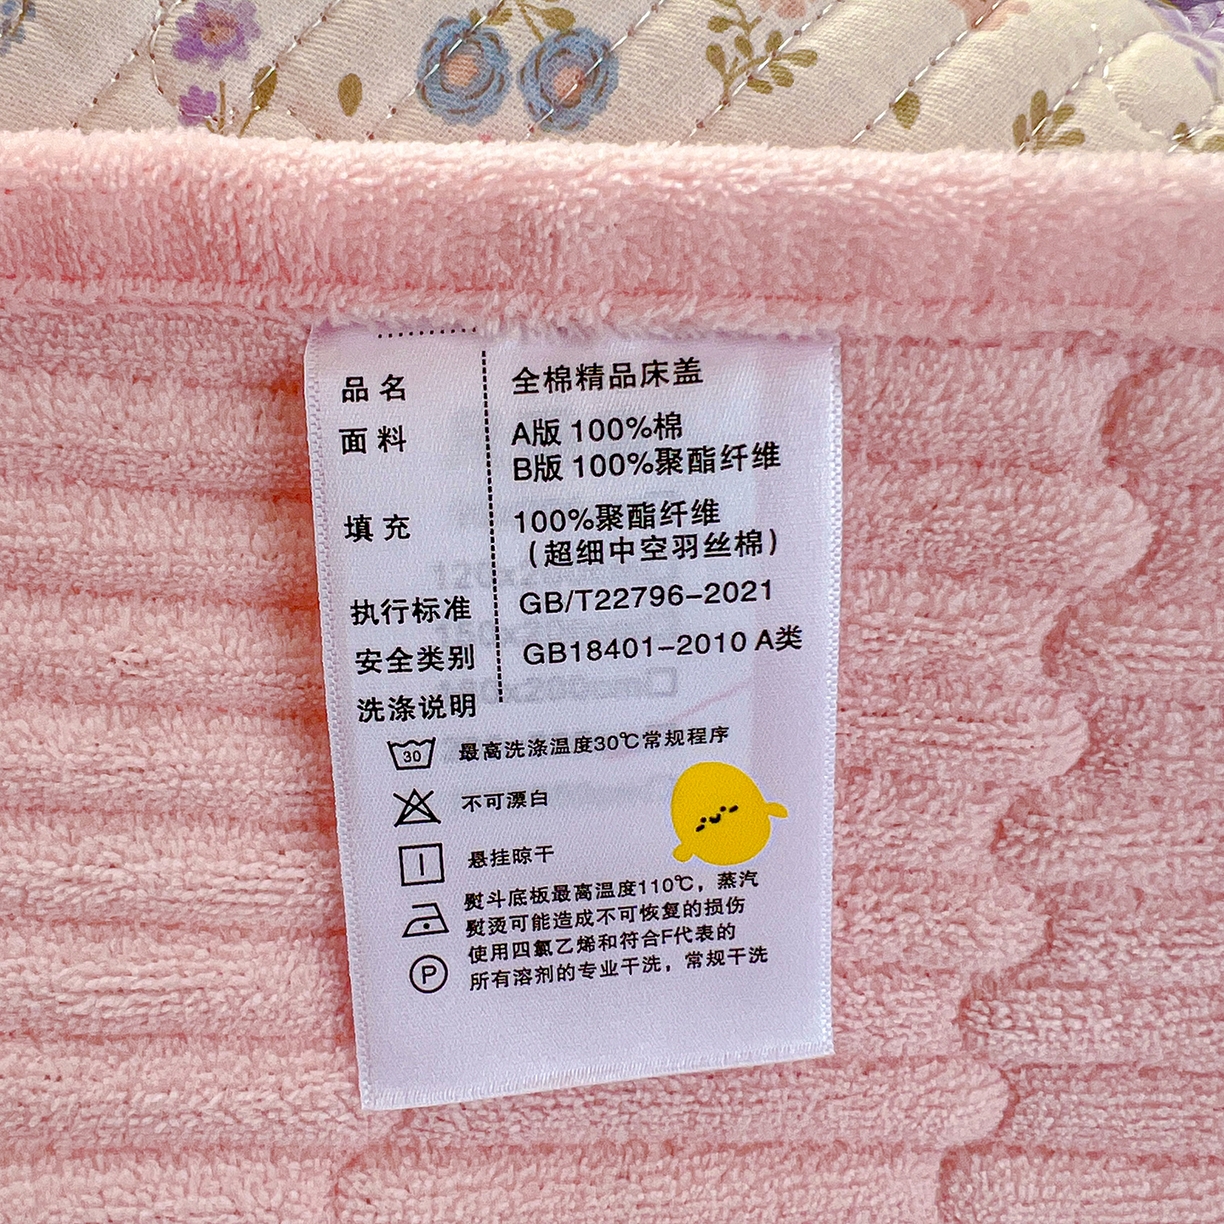 品名 全棉精品床盖
面料 A版 100%棉
B版 100%聚酯纤维
填充 100%聚酯纤维
（超细中空羽丝棉）
执行标准 GB/T22796-2021
安全类别 GB18401-2010 A类
洗涤说明
30 最高洗涤温度30℃常规程序
不可漂白
悬挂晾干
熨斗底板最高温度110℃，蒸汽
熨烫可能造成不可恢复的损伤
使用四氯乙烯和符合F代表的
P 所有溶剂的专业干洗，常规干洗